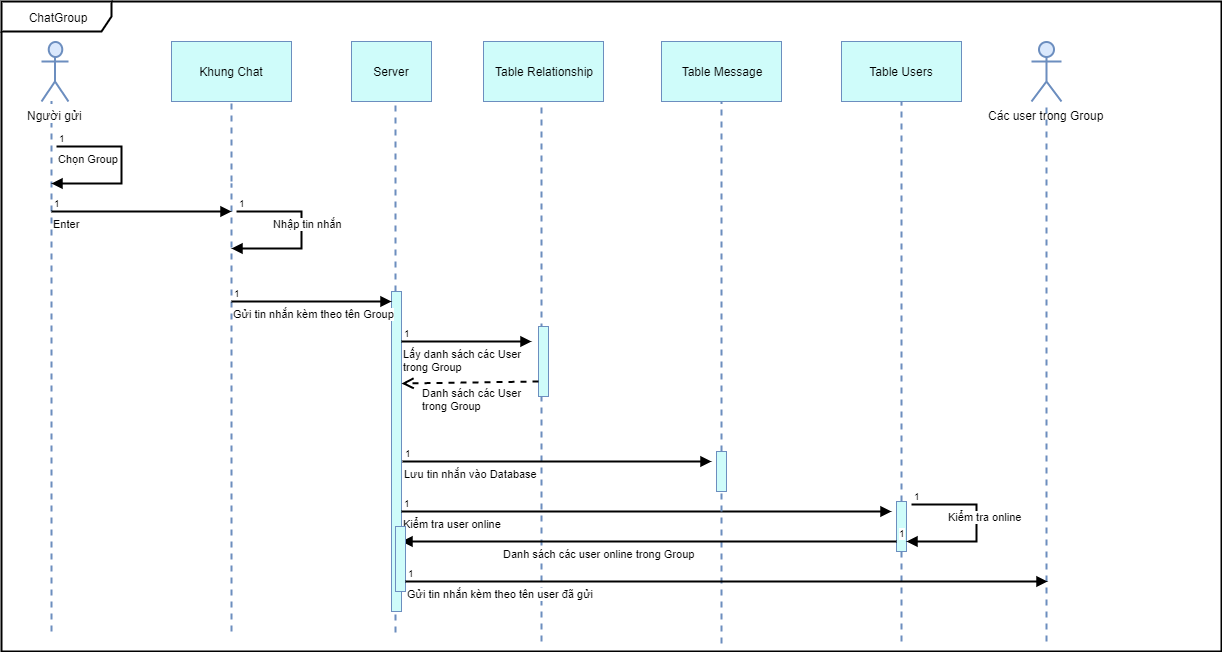 ChatGroup
Khung Chat
Server
Table Relationship
Table Message
Table Users
Người gửi
Các user trong Group
1
Chọn Group
1
Enter
1
Nhập tin nhắn
1
Gửi tin nhắn kèm theo tên Group
1
Lấy danh sách các User
trong Group
Danh sách các User
trong Group
1
Lưu tin nhắn vào Database
1
Kiểm tra user online
1
Kiểm tra online
1
Danh sách các user online trong Group
1
Gửi tin nhắn kèm theo tên user đã gửi